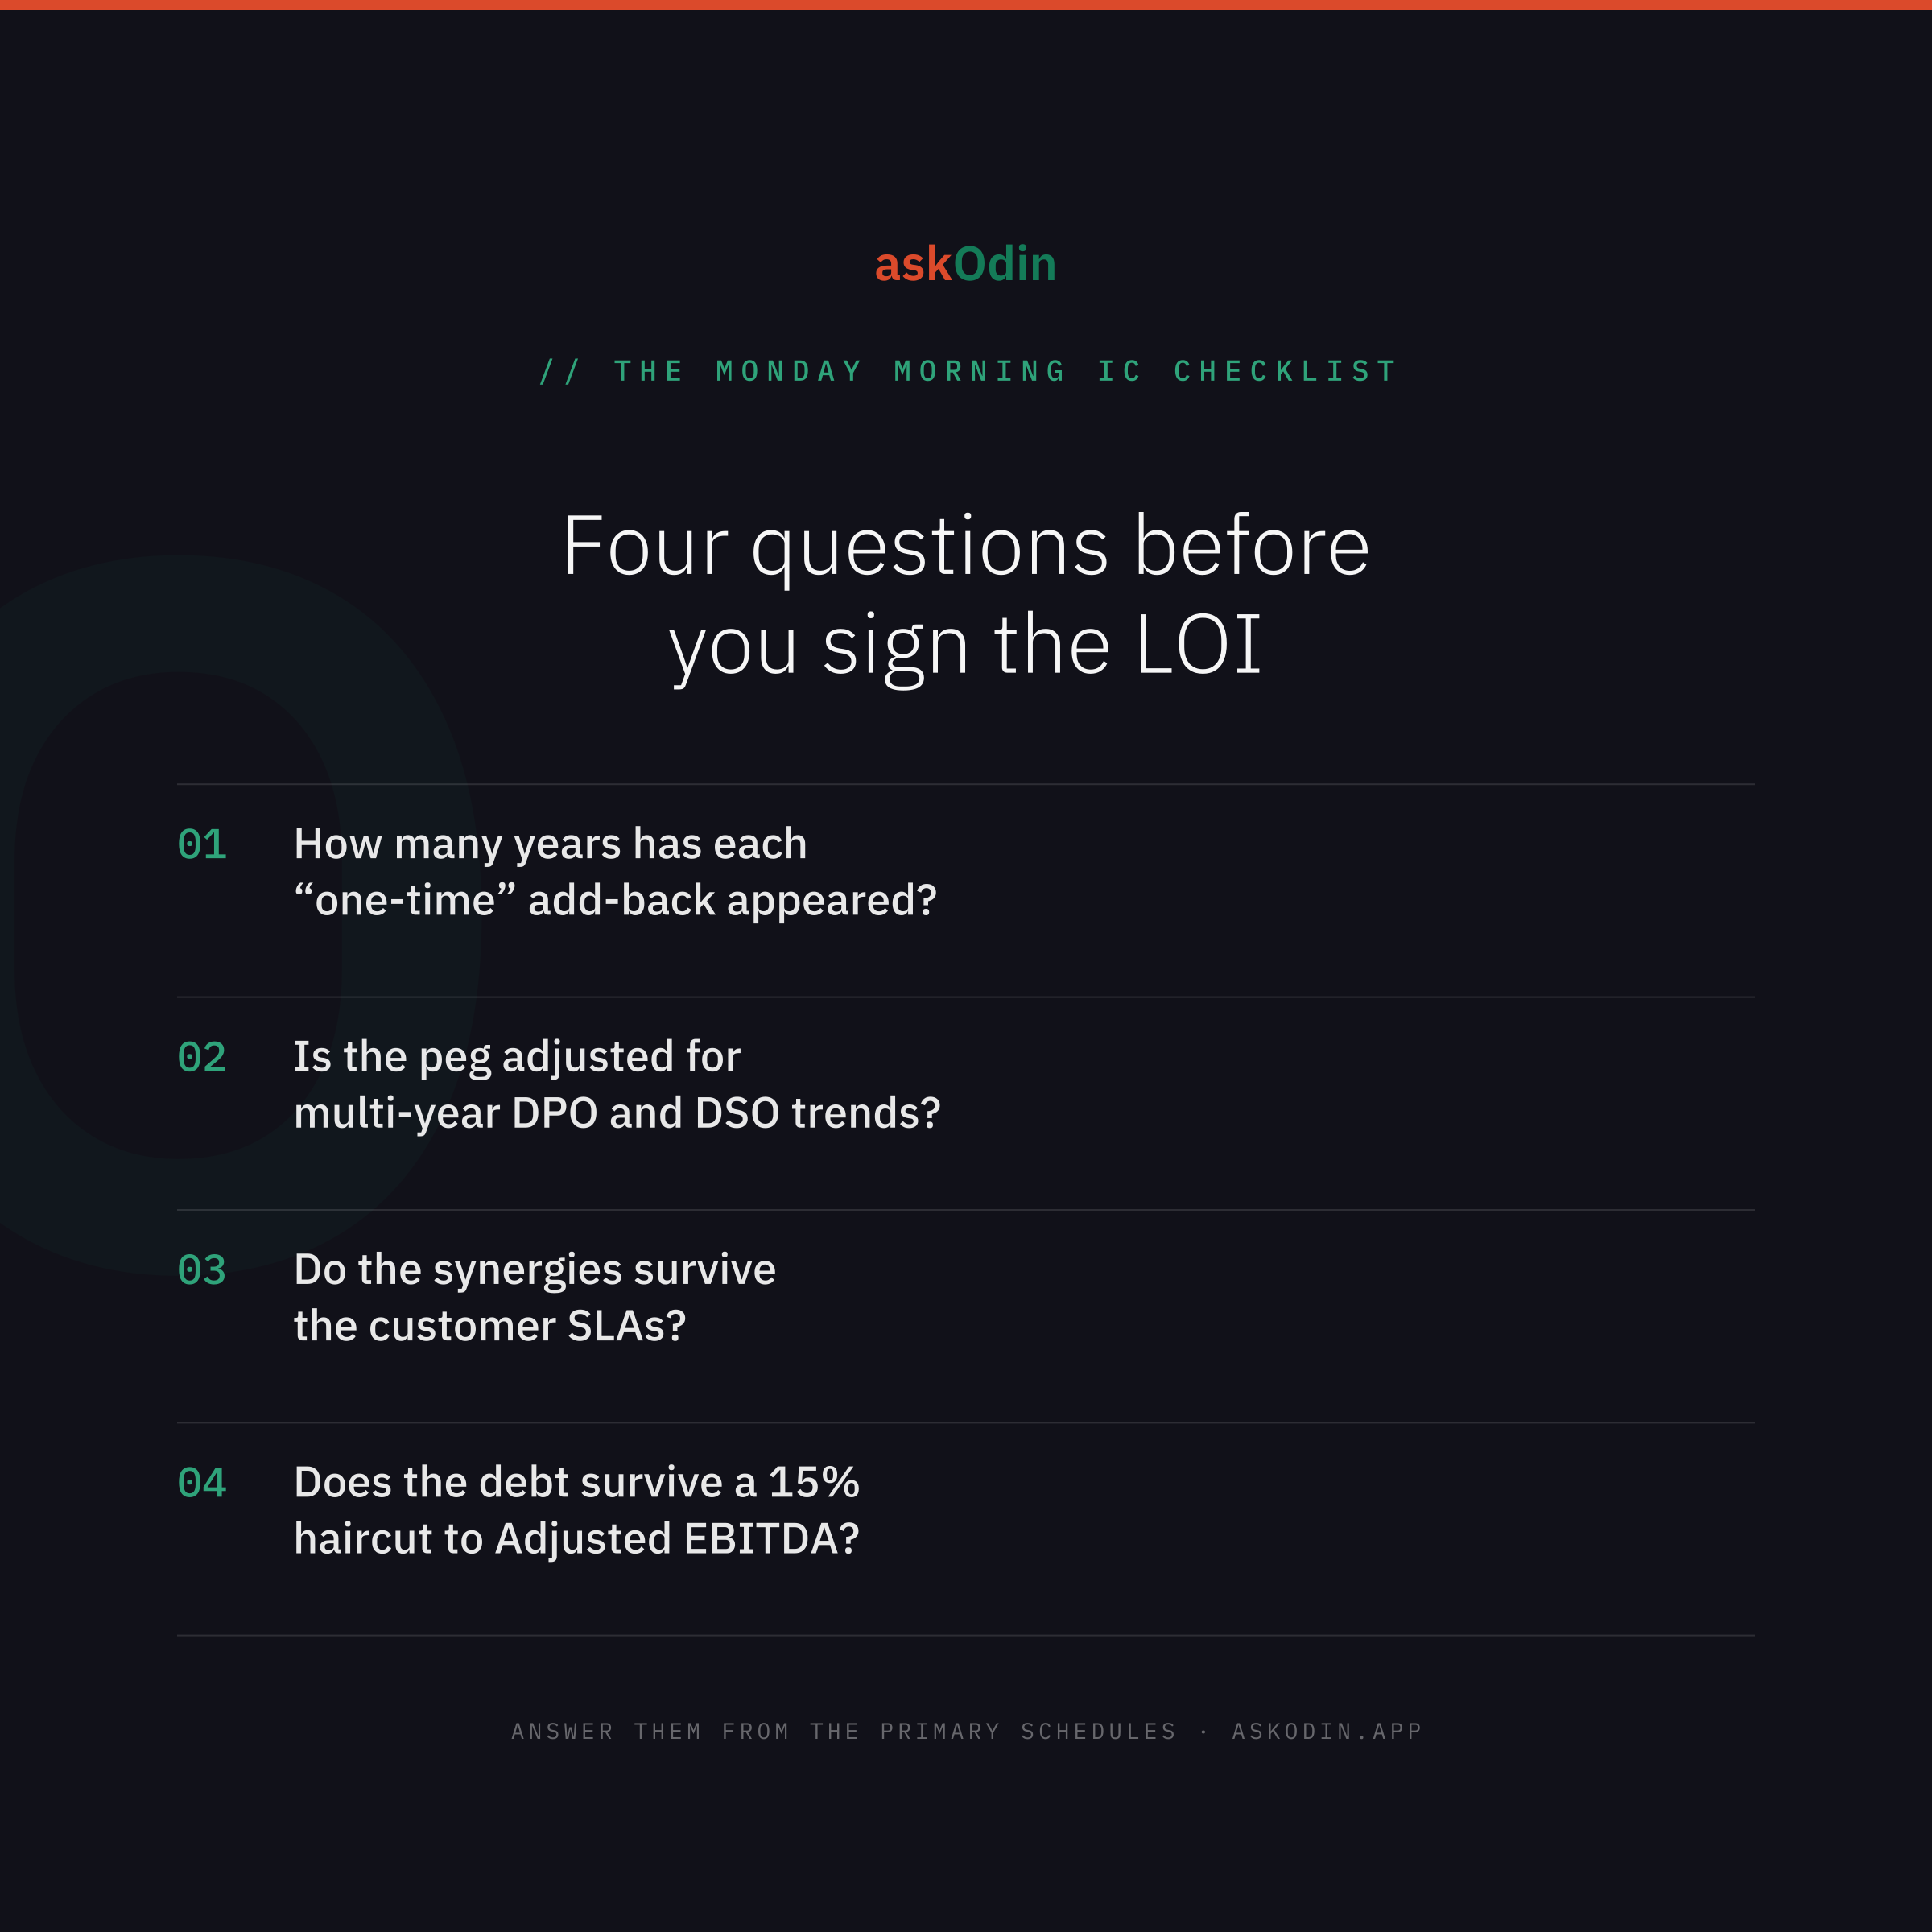 askOdin
// THE MONDAY MORNING IC CHECKLIST
Four questions before
you sign the LOI
01 How many years has each
“one-time” add-back appeared?
02 Is the peg adjusted for
multi-year DPO and DSO trends?
03 Do the synergies survive
the customer SLAs?
04 Does the debt survive a 15%
haircut to Adjusted EBITDA?
ANSWER THEM FROM THE PRIMARY SCHEDULES · ASKODIN.APP